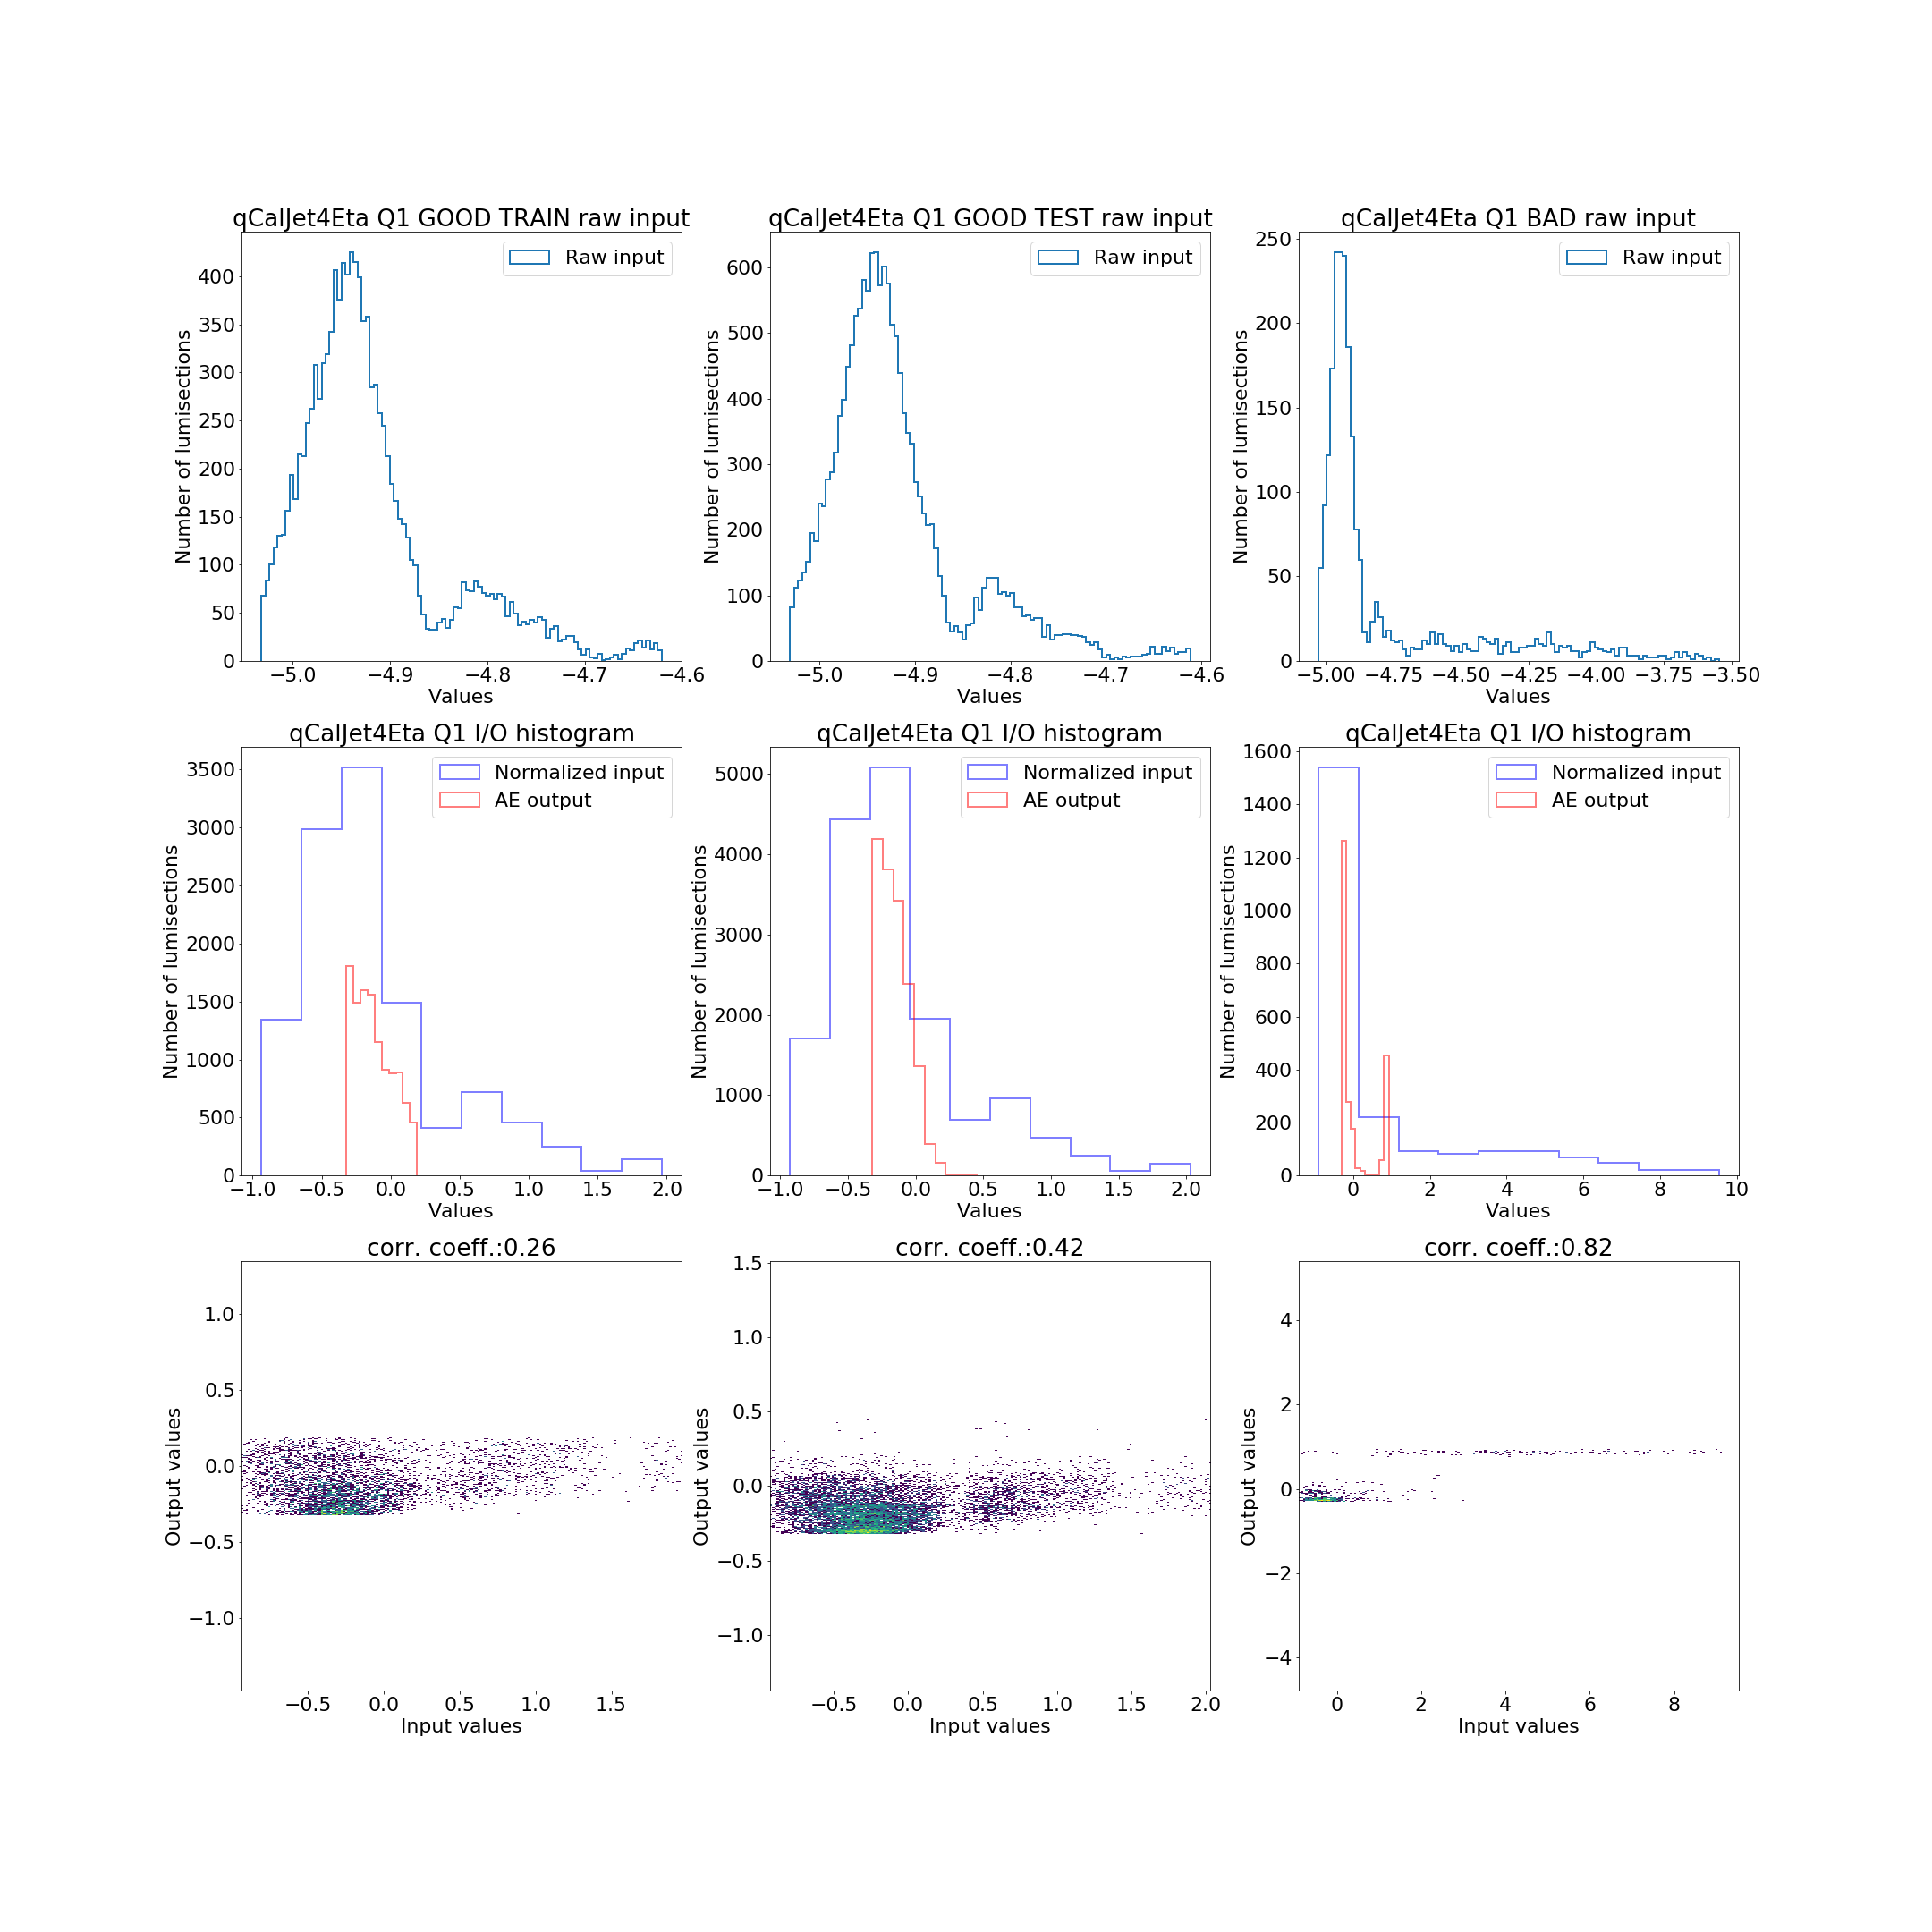 qCalJet4Eta Q1 GOOD TRAIN raw input
Raw input
Number of lumisections
400
350
300
250
200
150
100
50
0
−5.0 −4.9 −4.8 −4.7 −4.6
Values
qCalJet4Eta Q1 GOOD TEST raw input
Raw input
Number of lumisections
600
500
400
300
200
100
0
−5.0 −4.9 −4.8 −4.7 −4.6
Values
qCalJet4Eta Q1 BAD raw input
Raw input
Number of lumisections
250
200
150
100
50
0
−5.00 −4.75 −4.50 −4.25 −4.00 −3.75 −3.50
Values
qCalJet4Eta Q1 I/O histogram
Normalized input
AE output
Number of lumisections
3500
3000
2500
2000
1500
1000
500
0
−1.0 −0.5 0.0 0.5 1.0 1.5 2.0
Values
qCalJet4Eta Q1 I/O histogram
Normalized input
AE output
Number of lumisections
5000
4000
3000
2000
1000
0
−1.0 −0.5 0.0 0.5 1.0 1.5 2.0
Values
qCalJet4Eta Q1 I/O histogram
Normalized input
AE output
Number of lumisections
1600
1400
1200
1000
800
600
400
200
0
0 2 4 6 8 10
Values
corr. coeff.:0.26
Output values
1.0
0.5
0.0
−0.5
−1.0
−0.5 0.0 0.5 1.0 1.5
Input values
corr. coeff.:0.42
Output values
1.5
1.0
0.5
0.0
−0.5
−1.0
−0.5 0.0 0.5 1.0 1.5 2.0
Input values
corr. coeff.:0.82
Output values
4
2
0
−2
−4
0 2 4 6 8
Input values